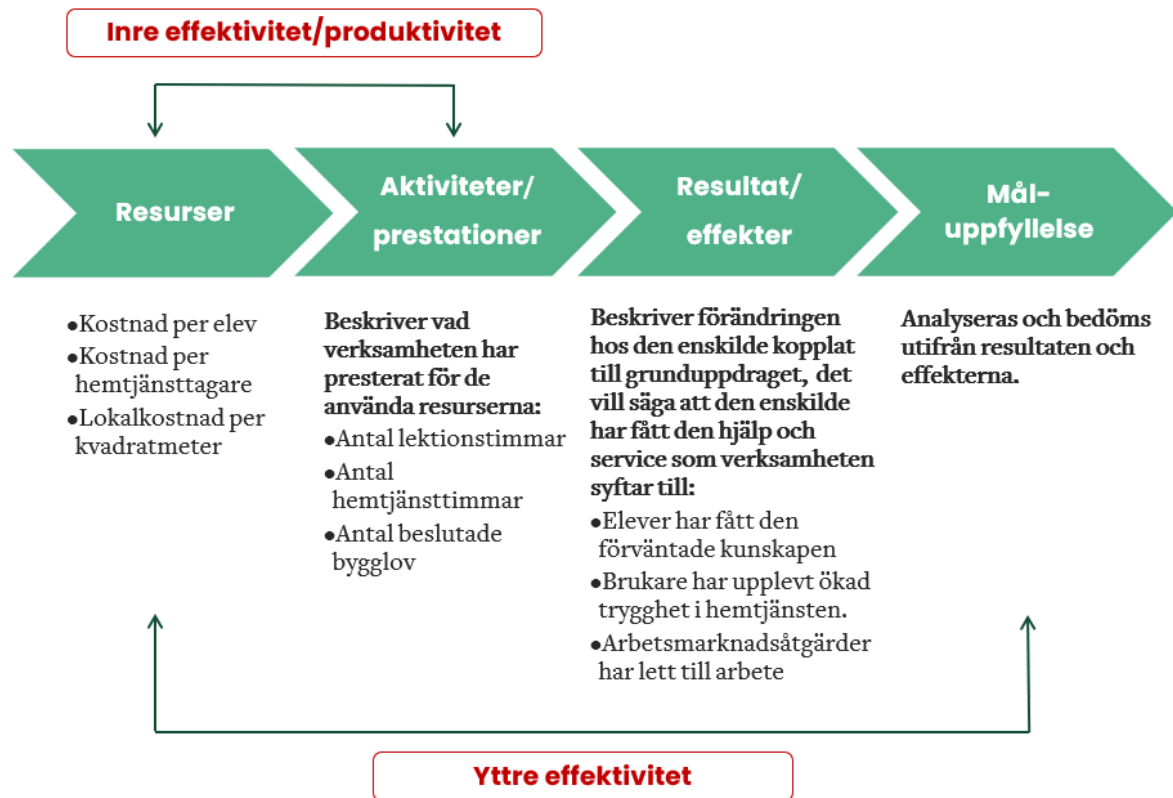 Inre effektivitet/produktivitet
Resurser
Aktiviteter/
prestationer
Resultat/
effekter
Mål-
uppfyllelse
•Kostnad per elev
•Kostnad per
hemtjänsttagare
•Lokalkostnad per
kvadratmeter
Beskriver vad
verksamheten har
presterat för de
använda resurserna:
•Antal lektionstimmar
•Antal
hemtjänsttimmar
•Antal beslutade
bygglov
Beskriver förändringen
hos den enskilde kopplat
till grunduppdraget, det
vill säga att den enskilde
har fått den hjälp och
service som verksamheten
syftar till:
•Elever har fått den
förväntade kunskapen
•Brukare har upplevt ökad
trygghet i hemtjänsten.
•Arbetsmarknadsåtgärder
har lett till arbete
Analyseras och bedöms
utifrån resultaten och
effekterna.
Yttre effektivitet